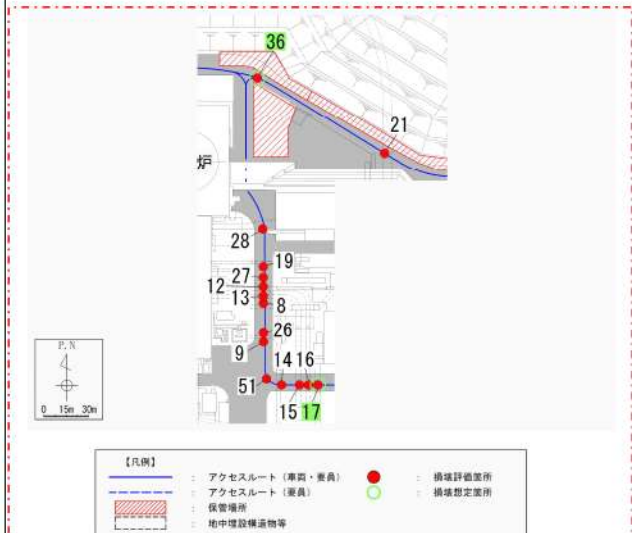 36
21
炉
28
19
27
12
13
8
26
9
51
14
16
15
17
P.N
0 15m 30m
【凡例】
: アクセスルート（車両・要員）
: 損壊評価箇所
: アクセスルート（要員）
: 損壊想定箇所
: 保管場所
: 地中埋設構造物等